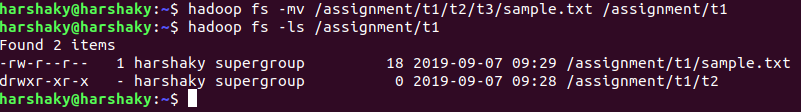 harshaky@harshaky:~$ hadoop fs -mv /assignment/t1/t2/t3/sample.txt /assignment/t1
harshaky@harshaky:~$ hadoop fs -ls /assignment/t1
Found 2 items
-rw-r--r--   1 harshaky supergroup         18 2019-09-07 09:29 /assignment/t1/sample.txt
drwxr-xr-x   - harshaky supergroup          0 2019-09-07 09:28 /assignment/t1/t2
harshaky@harshaky:~$